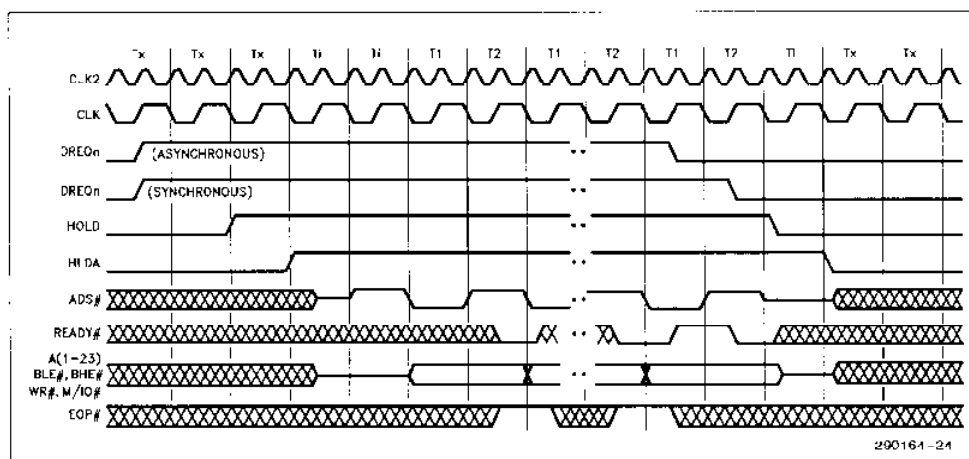 Tx Tx Tx Ti Ti T1 T2 T1 T2 T1 T2 Ti Tx Tx
CLK2
CLK
DREQn (ASYNCHRONOUS)
DREQn (SYNCHRONOUS)
HOLD
HLDA
ADS#
READY#
A(1-23)
BLE#, BHE#
WR#, M/IO#
EOP#
290164-24